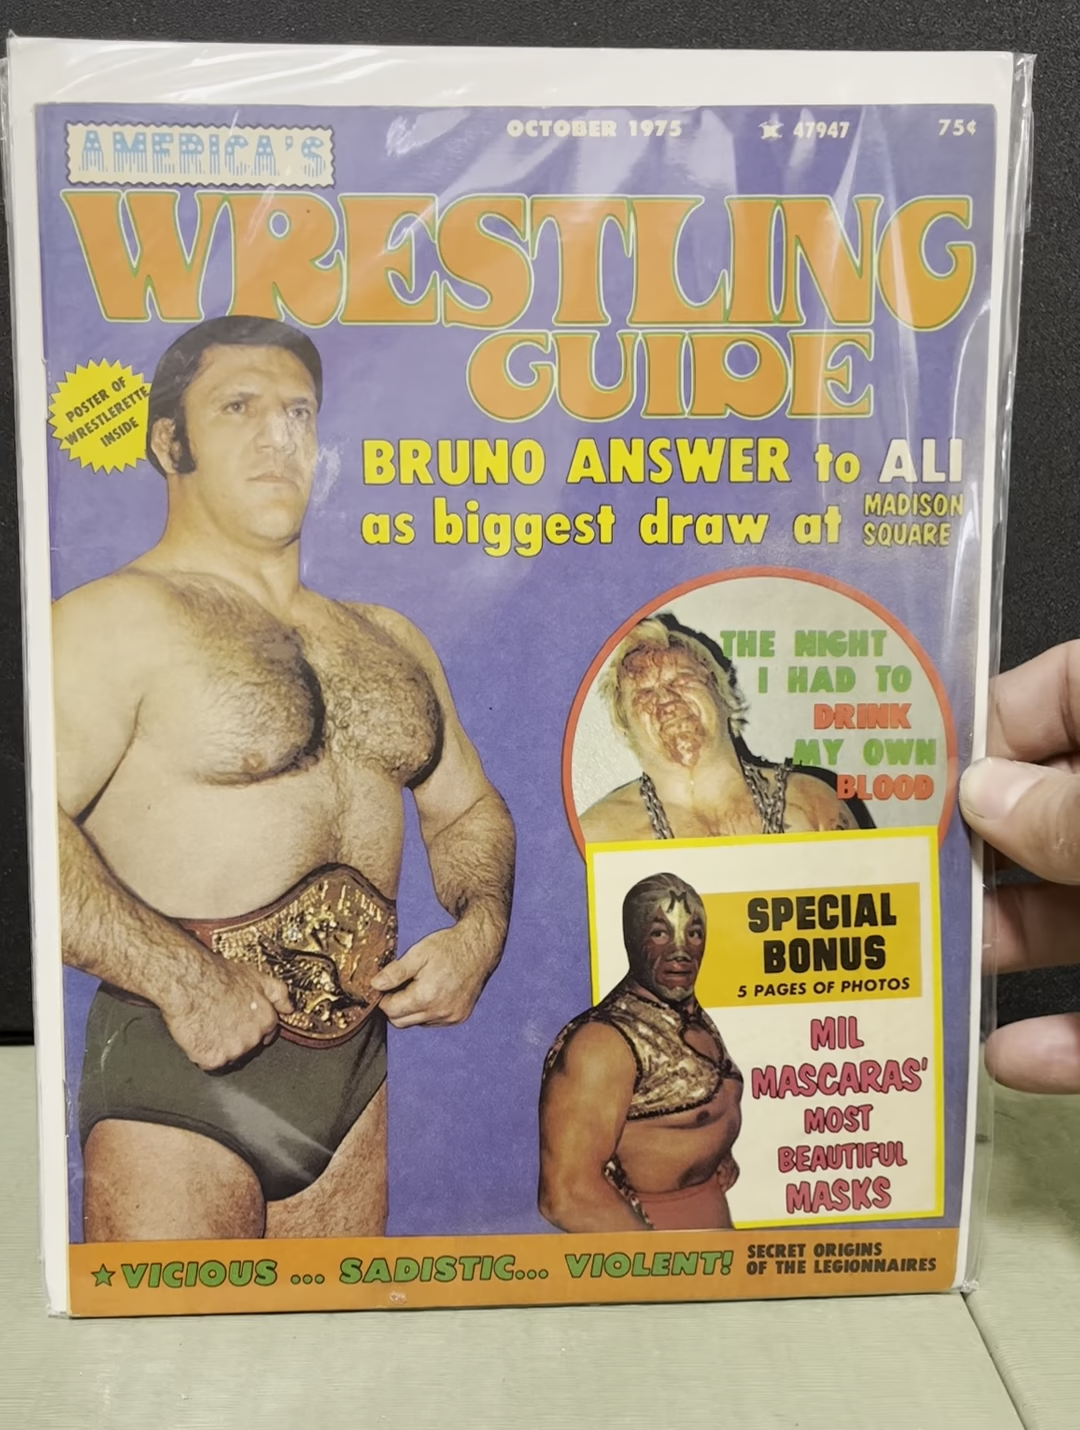 AMERICA'S
OCTOBER 1975
47947
75¢
WRESTLING
GUIDE
POSTER OF
WRESTLERETTE
INSIDE
BRUNO ANSWER to ALI
as biggest draw at MADISON
SQUARE
THE NIGHT
I HAD TO
DRINK
MY OWN
BLOOD
SPECIAL
BONUS
5 PAGES OF PHOTOS
MIL
MASCARAS'
MOST
BEAUTIFUL
MASKS
VICIOUS ... SADISTIC... VIOLENT! SECRET ORIGINS
OF THE LEGIONNAIRES